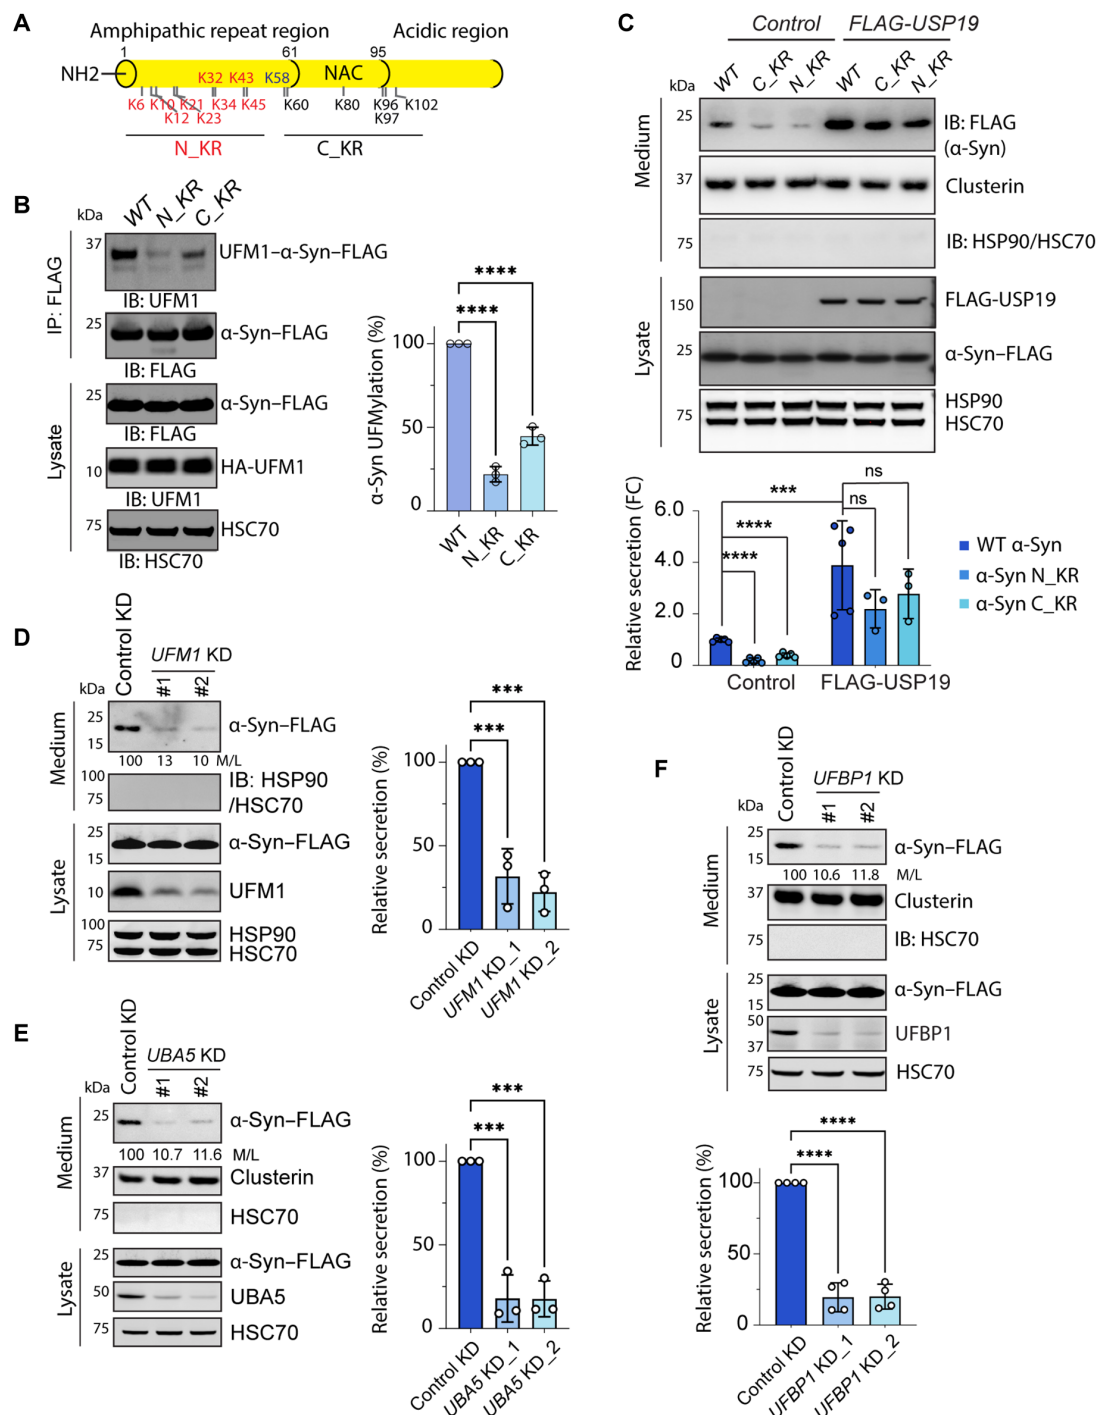 A
Amphipathic repeat region
Acidic region
1
61
95
NH2
K32 K43 K58
NAC
K6 K10 K21 K34 K45 K60 K80 K96 K102
K12 K23 K97
N_KR
C_KR
B
kDa
WT N_KR C_KR
IP: FLAG
37
UFM1–α-Syn–FLAG
IB: UFM1
25
α-Syn–FLAG
IB: FLAG
Lysate
25
α-Syn–FLAG
IB: FLAG
10
HA-UFM1
IB: UFM1
75
HSC70
IB: HSC70
α-Syn UFMylation (%)
****
****
100
50
0
WT
N_KR
C_KR
C
Control
FLAG-USP19
WT C_KR N_KR WT C_KR N_KR
Medium
25
IB: FLAG
(α-Syn)
37
Clusterin
75
IB: HSP90/HSC70
Lysate
150
FLAG-USP19
25
α-Syn–FLAG
75
HSP90
HSC70
Relative secretion (FC)
ns
***
ns
****
****
6.0
4.0
2.0
0
Control
FLAG-USP19
WT α-Syn
α-Syn N_KR
α-Syn C_KR
D
Control KD
UFM1 KD
#1
#2
kDa
Medium
25
15
α-Syn–FLAG
100 13 10 M/L
100
75
IB: HSP90
/HSC70
Lysate
25
15
α-Syn–FLAG
10
UFM1
100
75
HSP90
HSC70
Relative secretion (%)
***
***
100
50
0
Control KD
UFM1 KD_1
UFM1 KD_2
E
Control KD
UBA5 KD
#1
#2
kDa
Medium
25
α-Syn–FLAG
100 10.7 11.6 M/L
37
Clusterin
75
HSC70
Lysate
25
α-Syn–FLAG
50
UBA5
75
HSC70
Relative secretion (%)
***
***
100
50
0
Control KD
UBA5 KD_1
UBA5 KD_2
F
Control KD
UFBP1 KD
#1
#2
kDa
Medium
25
15
α-Syn–FLAG
100 10.6 11.8 M/L
37
Clusterin
75
IB: HSC70
Lysate
25
15
α-Syn–FLAG
50
37
UFBP1
75
HSC70
Relative secretion (%)
****
****
100
50
0
Control KD
UFBP1 KD_1
UFBP1 KD_2